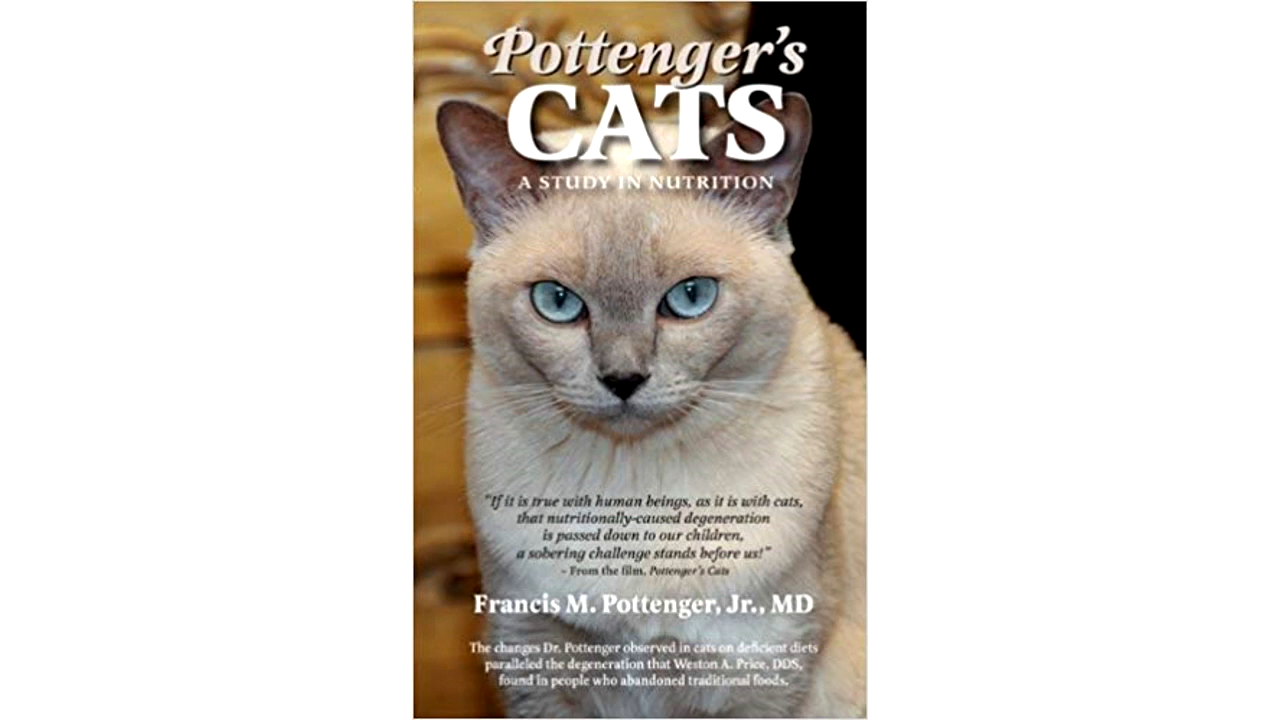 Pottenger's
CATS
A STUDY IN NUTRITION
"If it is true with human beings, as it is with cats,
that nutritionally-caused degeneration
is passed down to our children,
a sobering challenge stands before us!"
– From the film, Pottenger's Cats
Francis M. Pottenger, Jr., MD
The changes Dr. Pottenger observed in cats on deficient diets
paralleled the degeneration that Weston A. Price, DDS,
found in people who abandoned traditional foods.